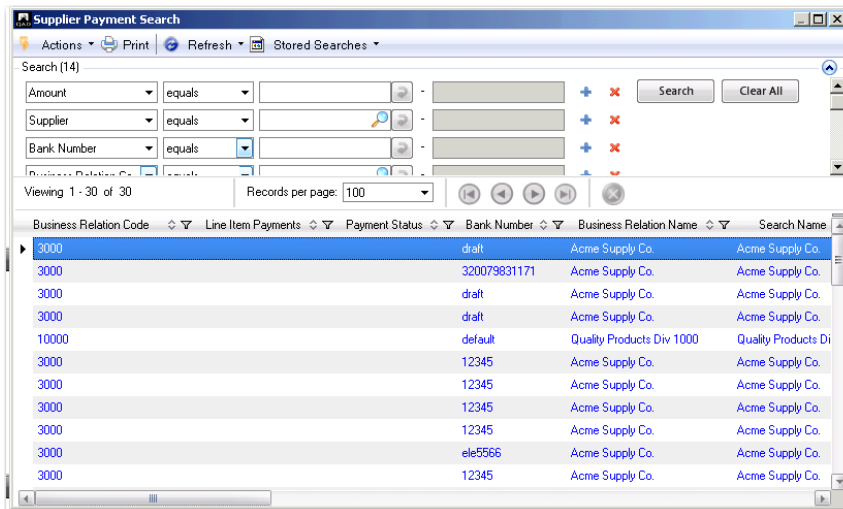 QAD Supplier Payment Search
Actions Print Refresh Stored Searches
Search (14)
Amount equals - Search Clear All
Supplier equals -
Bank Number equals -
Viewing 1 - 30 of 30 Records per page: 100
Business Relation Code Line Item Payments Payment Status Bank Number Business Relation Name Search Name
3000 draft Acme Supply Co. Acme Supply Co.
3000 320079831171 Acme Supply Co. Acme Supply Co.
3000 draft Acme Supply Co. Acme Supply Co.
3000 draft Acme Supply Co. Acme Supply Co.
10000 default Quality Products Div 1000 Quality Products Di
3000 12345 Acme Supply Co. Acme Supply Co.
3000 12345 Acme Supply Co. Acme Supply Co.
3000 12345 Acme Supply Co. Acme Supply Co.
3000 12345 Acme Supply Co. Acme Supply Co.
3000 ele5566 Acme Supply Co. Acme Supply Co.
3000 12345 Acme Supply Co. Acme Supply Co.